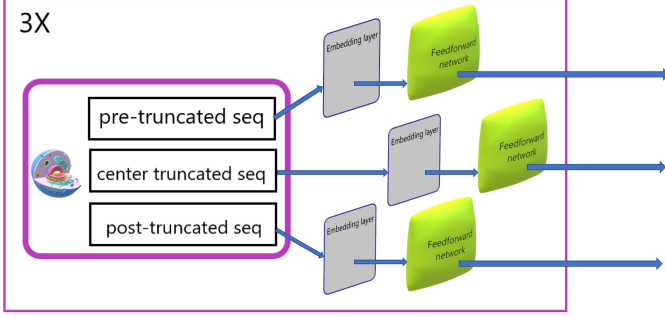 3X
Embedding layer
Feedforward
network
pre-truncated seq
Embedding layer
Feedforward
network
center truncated seq
Embedding layer
Feedforward
network
post-truncated seq